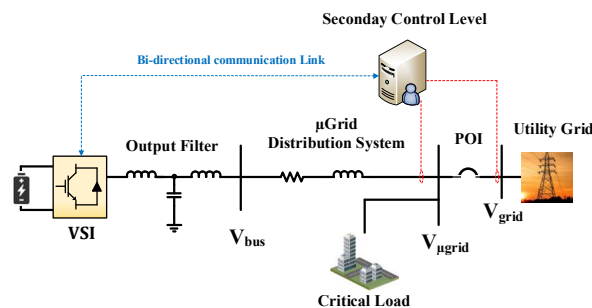 Seconday Control Level
Bi-directional communication Link
µGrid
Distribution System
Output Filter
POI
Utility Grid
VSI
Vbus
Vµgrid
Vgrid
Critical Load